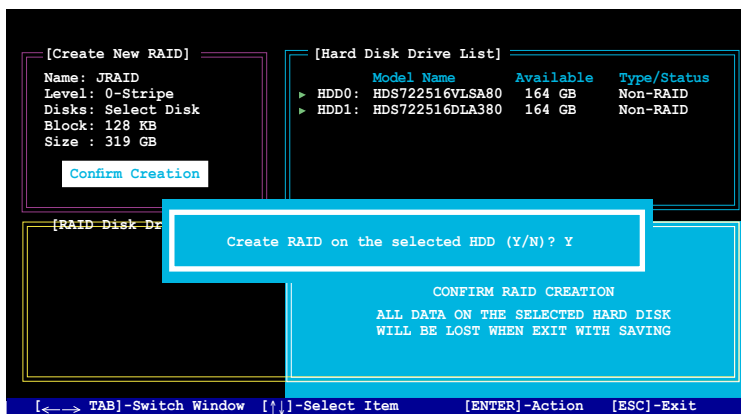 [Create New RAID]
Name: JRAID
Level: 0-Stripe
Disks: Select Disk
Block: 128 KB
Size : 319 GB
Confirm Creation
[Hard Disk Drive List]
Model Name Available Type/Status
HDD0: HDS722516VLSA80 164 GB Non-RAID
HDD1: HDS722516DLA380 164 GB Non-RAID
[RAID Disk Dr
Create RAID on the selected HDD (Y/N)? Y
CONFIRM RAID CREATION
ALL DATA ON THE SELECTED HARD DISK
WILL BE LOST WHEN EXIT WITH SAVING
[←→ TAB]-Switch Window [↑↓]-Select Item [ENTER]-Action [ESC]-Exit